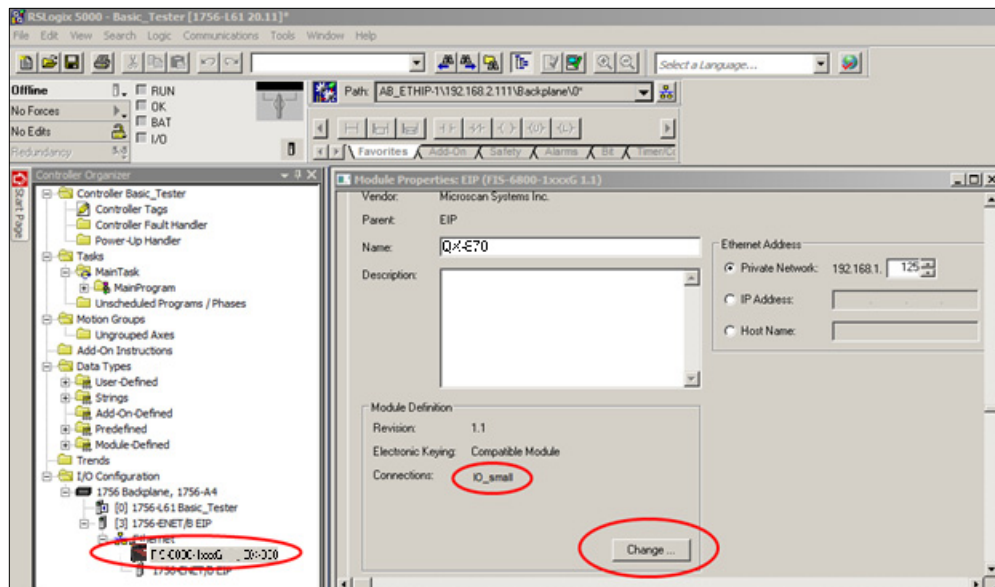 RSLogix 5000 - Basic_Tester [1756-L61 20.11]*
File Edit View Search Logic Communications Tools Window Help
Select a Language...
Offline
RUN
No Forces
OK
No Edits
BAT
Redundancy
I/O
Path: AB_ETHIP-1\192.168.2.111\Backplane\0*
Favorites Add-On Safety Alarms Bit Timer/C
Start Page
Controller Organizer
Controller Basic_Tester
Controller Tags
Controller Fault Handler
Power-Up Handler
Tasks
MainTask
MainProgram
Unscheduled Programs / Phases
Motion Groups
Ungrouped Axes
Add-On Instructions
Data Types
User-Defined
Strings
Add-On-Defined
Predefined
Module-Defined
Trends
I/O Configuration
1756 Backplane, 1756-A4
[0] 1756-L61 Basic_Tester
[3] 1756-ENET/B EIP
Ethernet
1756-ENET/B EIP
Module Properties: EIP (FIS-6800-1xxxG 1.1)
Vendor: Microscan Systems Inc.
Parent: EIP
Name: QX-870
Description:
Ethernet Address
Private Network: 192.168.1. 125
IP Address:
Host Name:
Module Definition
Revision: 1.1
Electronic Keying: Compatible Module
Connections: IO_small
Change ...